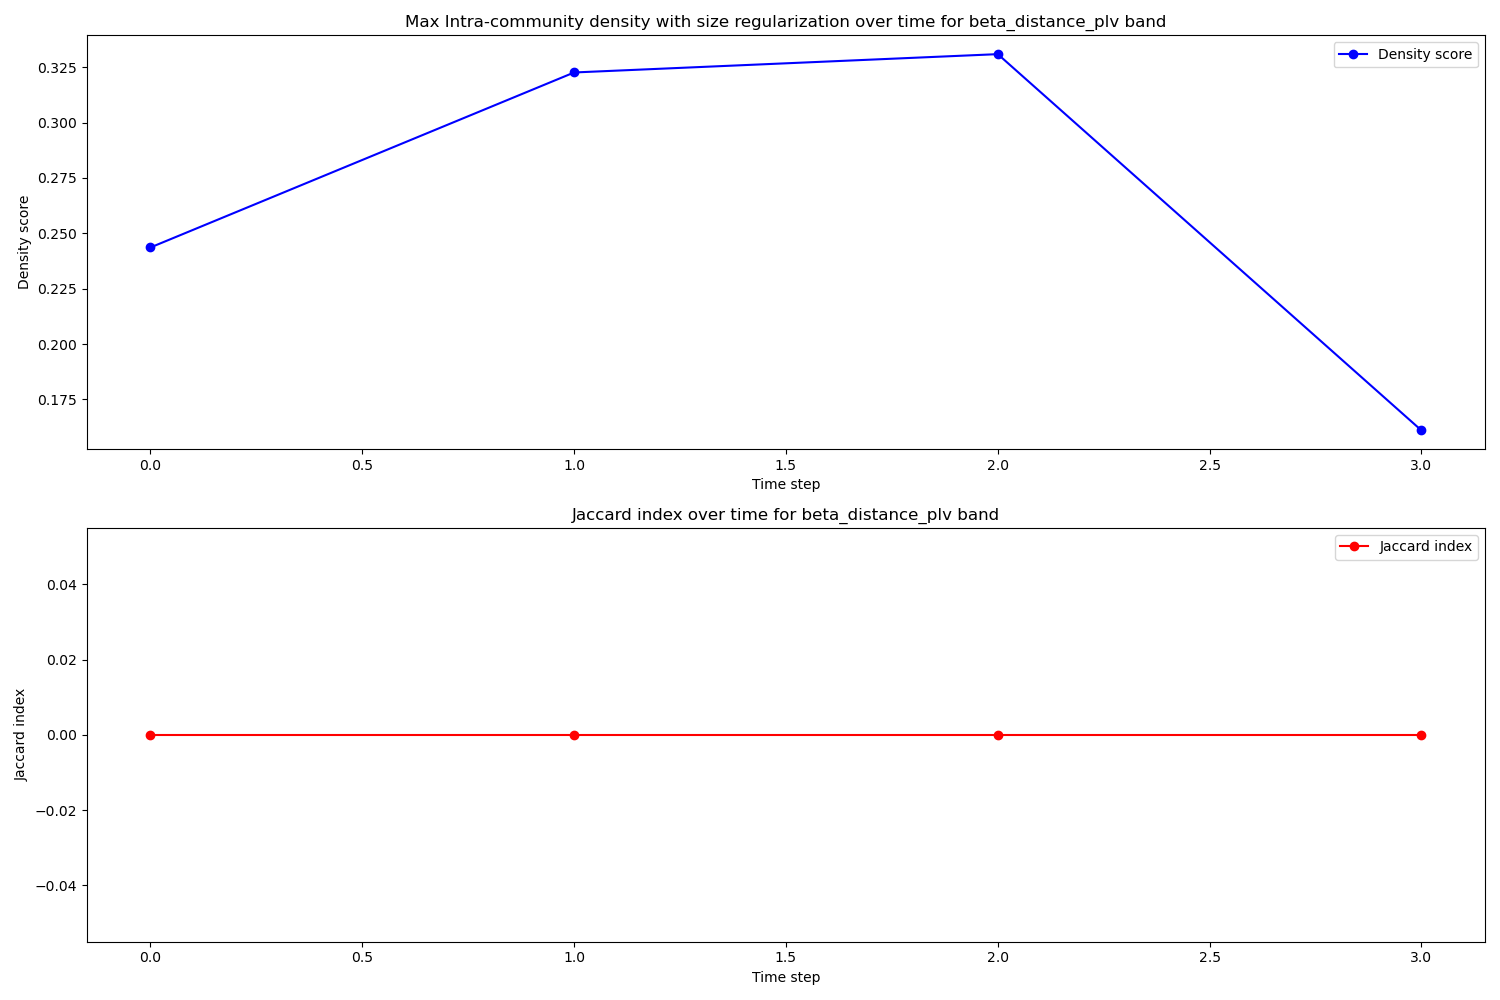 Max Intra-community density with size regularization over time for beta_distance_plv band
Density score
0.325
0.300
0.275
0.250
0.225
0.200
0.175
Density score
0.0 0.5 1.0 1.5 2.0 2.5 3.0
Time step
Jaccard index over time for beta_distance_plv band
Jaccard index
0.04
0.02
0.00
−0.02
−0.04
Jaccard index
0.0 0.5 1.0 1.5 2.0 2.5 3.0
Time step